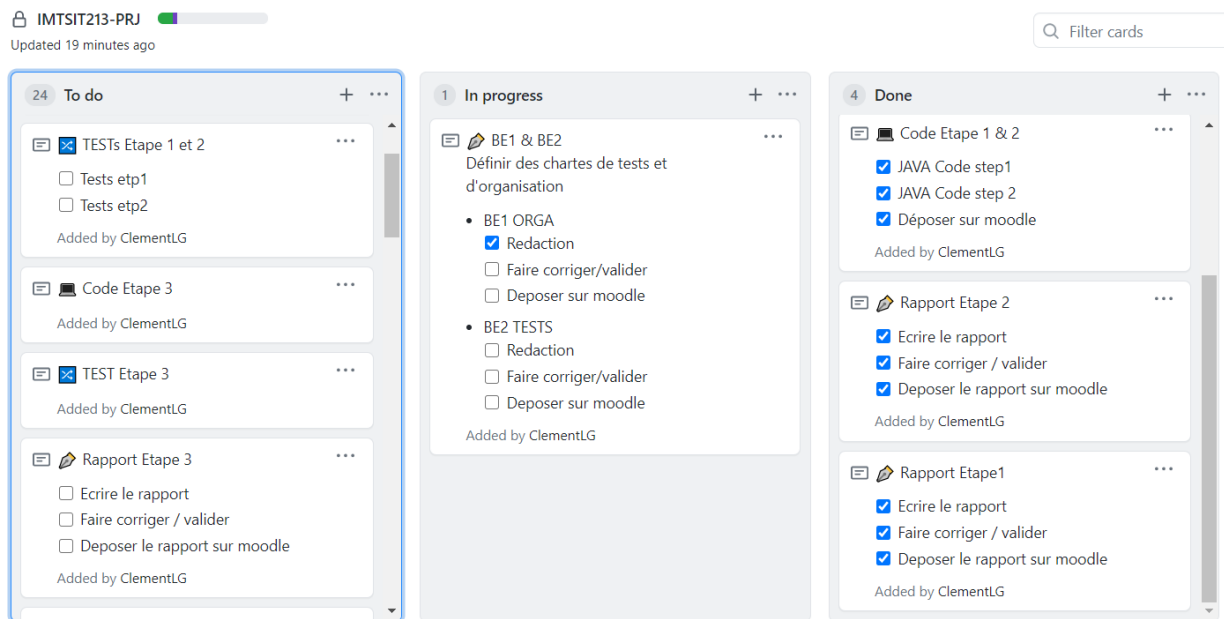 IMTSIT213-PRJ
Updated 19 minutes ago
Filter cards
24 To do
TESTs Etape 1 et 2
Tests etp1
Tests etp2
Added by ClementLG
Code Etape 3
Added by ClementLG
TEST Etape 3
Added by ClementLG
Rapport Etape 3
Ecrire le rapport
Faire corriger / valider
Deposer le rapport sur moodle
Added by ClementLG
1 In progress
BE1 & BE2
Définir des chartes de tests et
d'organisation
BE1 ORGA
Redaction
Faire corriger/valider
Deposer sur moodle
BE2 TESTS
Redaction
Faire corriger/valider
Deposer sur moodle
Added by ClementLG
4 Done
Code Etape 1 & 2
JAVA Code step1
JAVA Code step 2
Déposer sur moodle
Added by ClementLG
Rapport Etape 2
Ecrire le rapport
Faire corriger / valider
Deposer le rapport sur moodle
Added by ClementLG
Rapport Etape1
Ecrire le rapport
Faire corriger / valider
Deposer le rapport sur moodle
Added by ClementLG